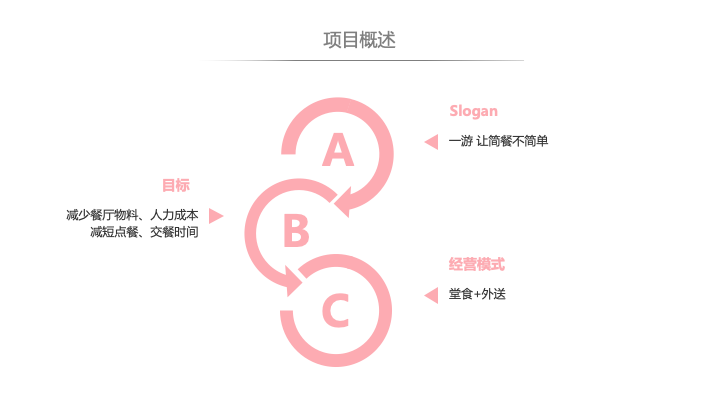 项目概述
A
Slogan
一游 让简餐不简单
B
目标
减少餐厅物料、人力成本
减短点餐、交餐时间
C
经营模式
堂食+外送